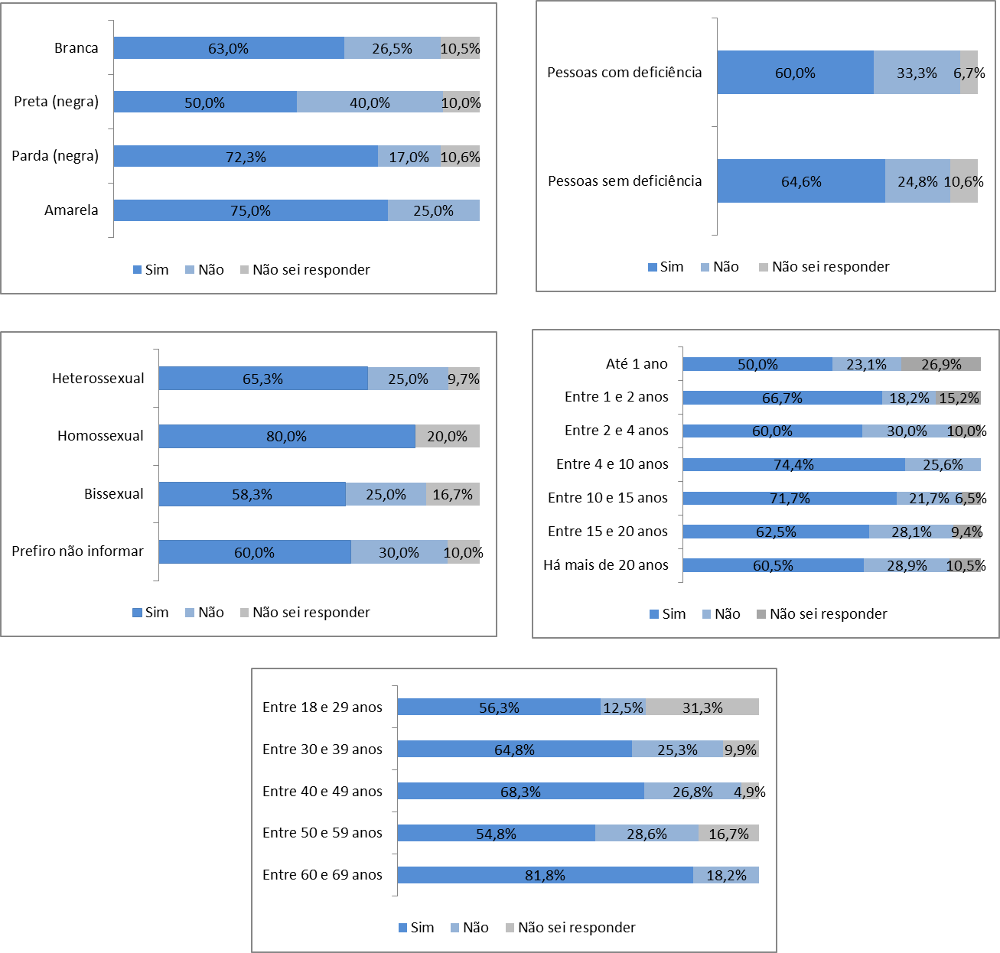 Branca 63,0% 26,5% 10,5%
Preta (negra) 50,0% 40,0% 10,0%
Parda (negra) 72,3% 17,0% 10,6%
Amarela 75,0% 25,0%
Sim Não Não sei responder
Pessoas com deficiência 60,0% 33,3% 6,7%
Pessoas sem deficiência 64,6% 24,8% 10,6%
Sim Não Não sei responder
Heterossexual 65,3% 25,0% 9,7%
Homossexual 80,0% 20,0%
Bissexual 58,3% 25,0% 16,7%
Prefiro não informar 60,0% 30,0% 10,0%
Sim Não Não sei responder
Até 1 ano 50,0% 23,1% 26,9%
Entre 1 e 2 anos 66,7% 18,2% 15,2%
Entre 2 e 4 anos 60,0% 30,0% 10,0%
Entre 4 e 10 anos 74,4% 25,6%
Entre 10 e 15 anos 71,7% 21,7% 6,5%
Entre 15 e 20 anos 62,5% 28,1% 9,4%
Há mais de 20 anos 60,5% 28,9% 10,5%
Sim Não Não sei responder
Entre 18 e 29 anos 56,3% 12,5% 31,3%
Entre 30 e 39 anos 64,8% 25,3% 9,9%
Entre 40 e 49 anos 68,3% 26,8% 4,9%
Entre 50 e 59 anos 54,8% 28,6% 16,7%
Entre 60 e 69 anos 81,8% 18,2%
Sim Não Não sei responder